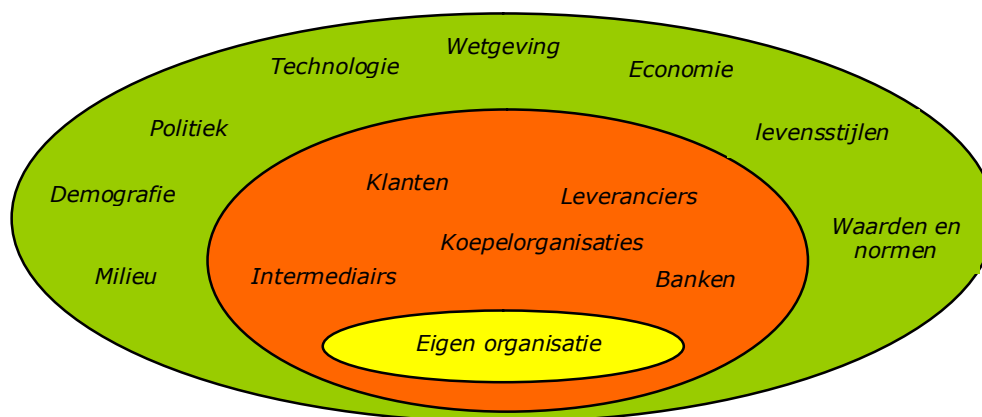 Wetgeving
Technologie
Economie
Politiek
levensstijlen
Klanten
Demografie
Leveranciers
Waarden en
normen
Koepelorganisaties
Milieu
Intermediairs
Banken
Eigen organisatie